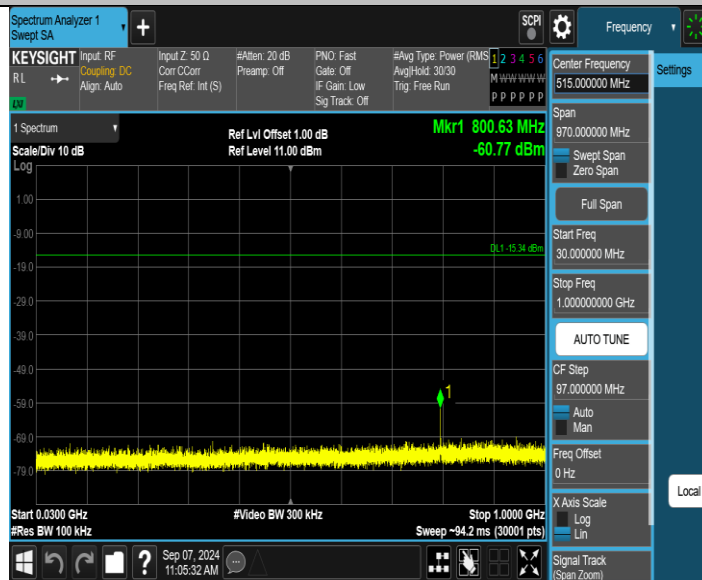 Spectrum Analyzer 1
Swept SA
+
SCPI
Frequency
KEYSIGHT
RL
LW
Input: RF
Coupling: DC
Align: Auto
Input Z: 50 Ω
Corr CCorr
Freq Ref: Int (S)
#Atten: 20 dB
Preamp: Off
PNO: Fast
Gate: Off
IF Gain: Low
Sig Track: Off
#Avg Type: Power (RMS
Avg|Hold: 30/30
Trig: Free Run
1 2 3 4 5 6
M W W W W W
P P P P P P
1 Spectrum
Scale/Div 10 dB
Log
Ref Lvl Offset 1.00 dB
Ref Level 11.00 dBm
Mkr1 800.63 MHz
-60.77 dBm
1.00
-9.00
DL1 -15.34 dBm
-19.0
-29.0
-39.0
-49.0
1
-59.0
-69.0
-79.0
Start 0.0300 GHz
#Res BW 100 kHz
#Video BW 300 kHz
Stop 1.0000 GHz
Sweep ~94.2 ms (30001 pts)
Center Frequency
515.000000 MHz
Settings
Span
970.000000 MHz
Swept Span
Zero Span
Full Span
Start Freq
30.000000 MHz
Stop Freq
1.000000000 GHz
AUTO TUNE
CF Step
97.000000 MHz
Auto
Man
Freq Offset
0 Hz
Local
X Axis Scale
Log
Lin
Signal Track
(Span Zoom)
?
Sep 07, 2024
11:05:32 AM